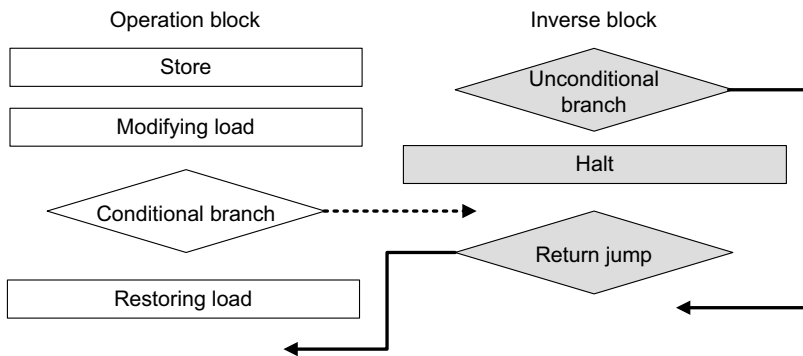 Operation block
Inverse block
Store
Unconditional
branch
Modifying load
Halt
Conditional branch
Return jump
Restoring load